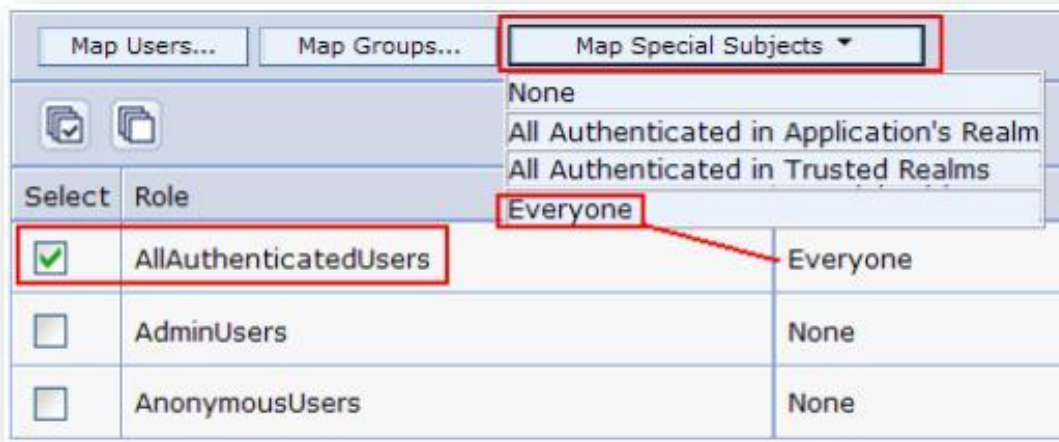 Map Users... Map Groups... Map Special Subjects
None
All Authenticated in Application's Realm
All Authenticated in Trusted Realms
Everyone
Select Role
AllAuthenticatedUsers Everyone
AdminUsers None
AnonymousUsers None